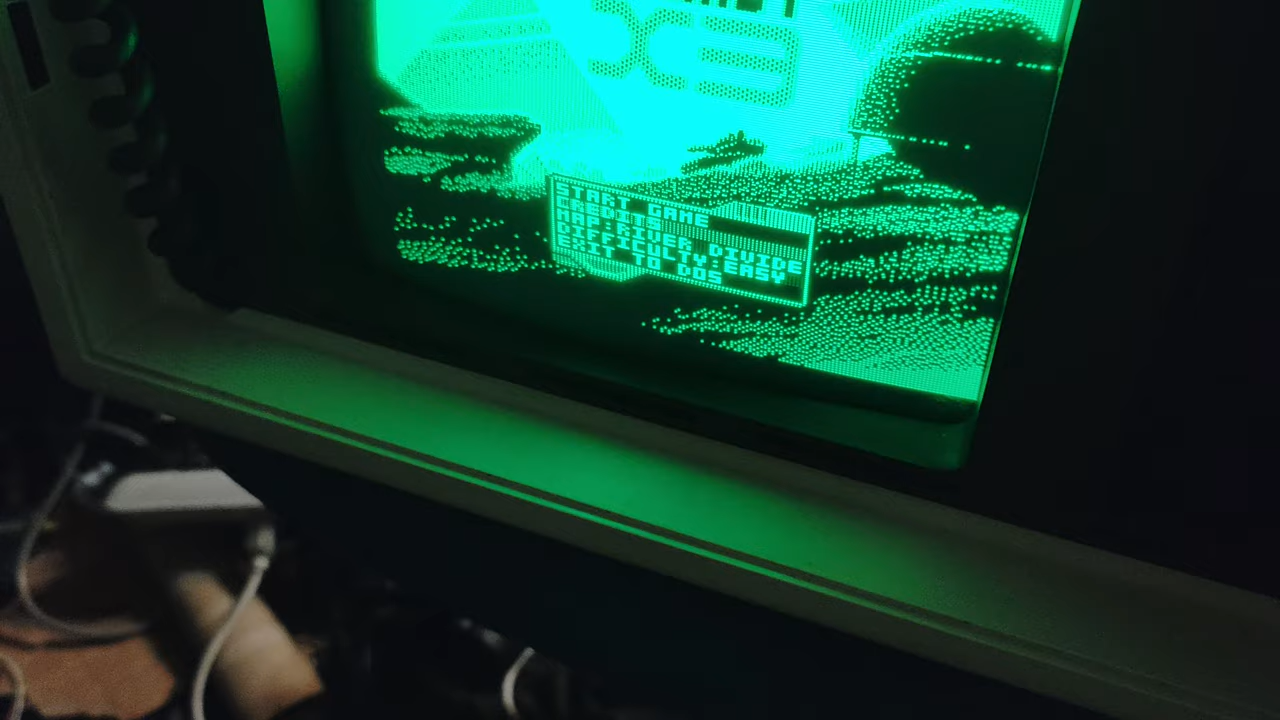 START GAME
CREDITS
MAP:RIVER DIVIDE
DIFFICULTY:EASY
EXIT TO DOS